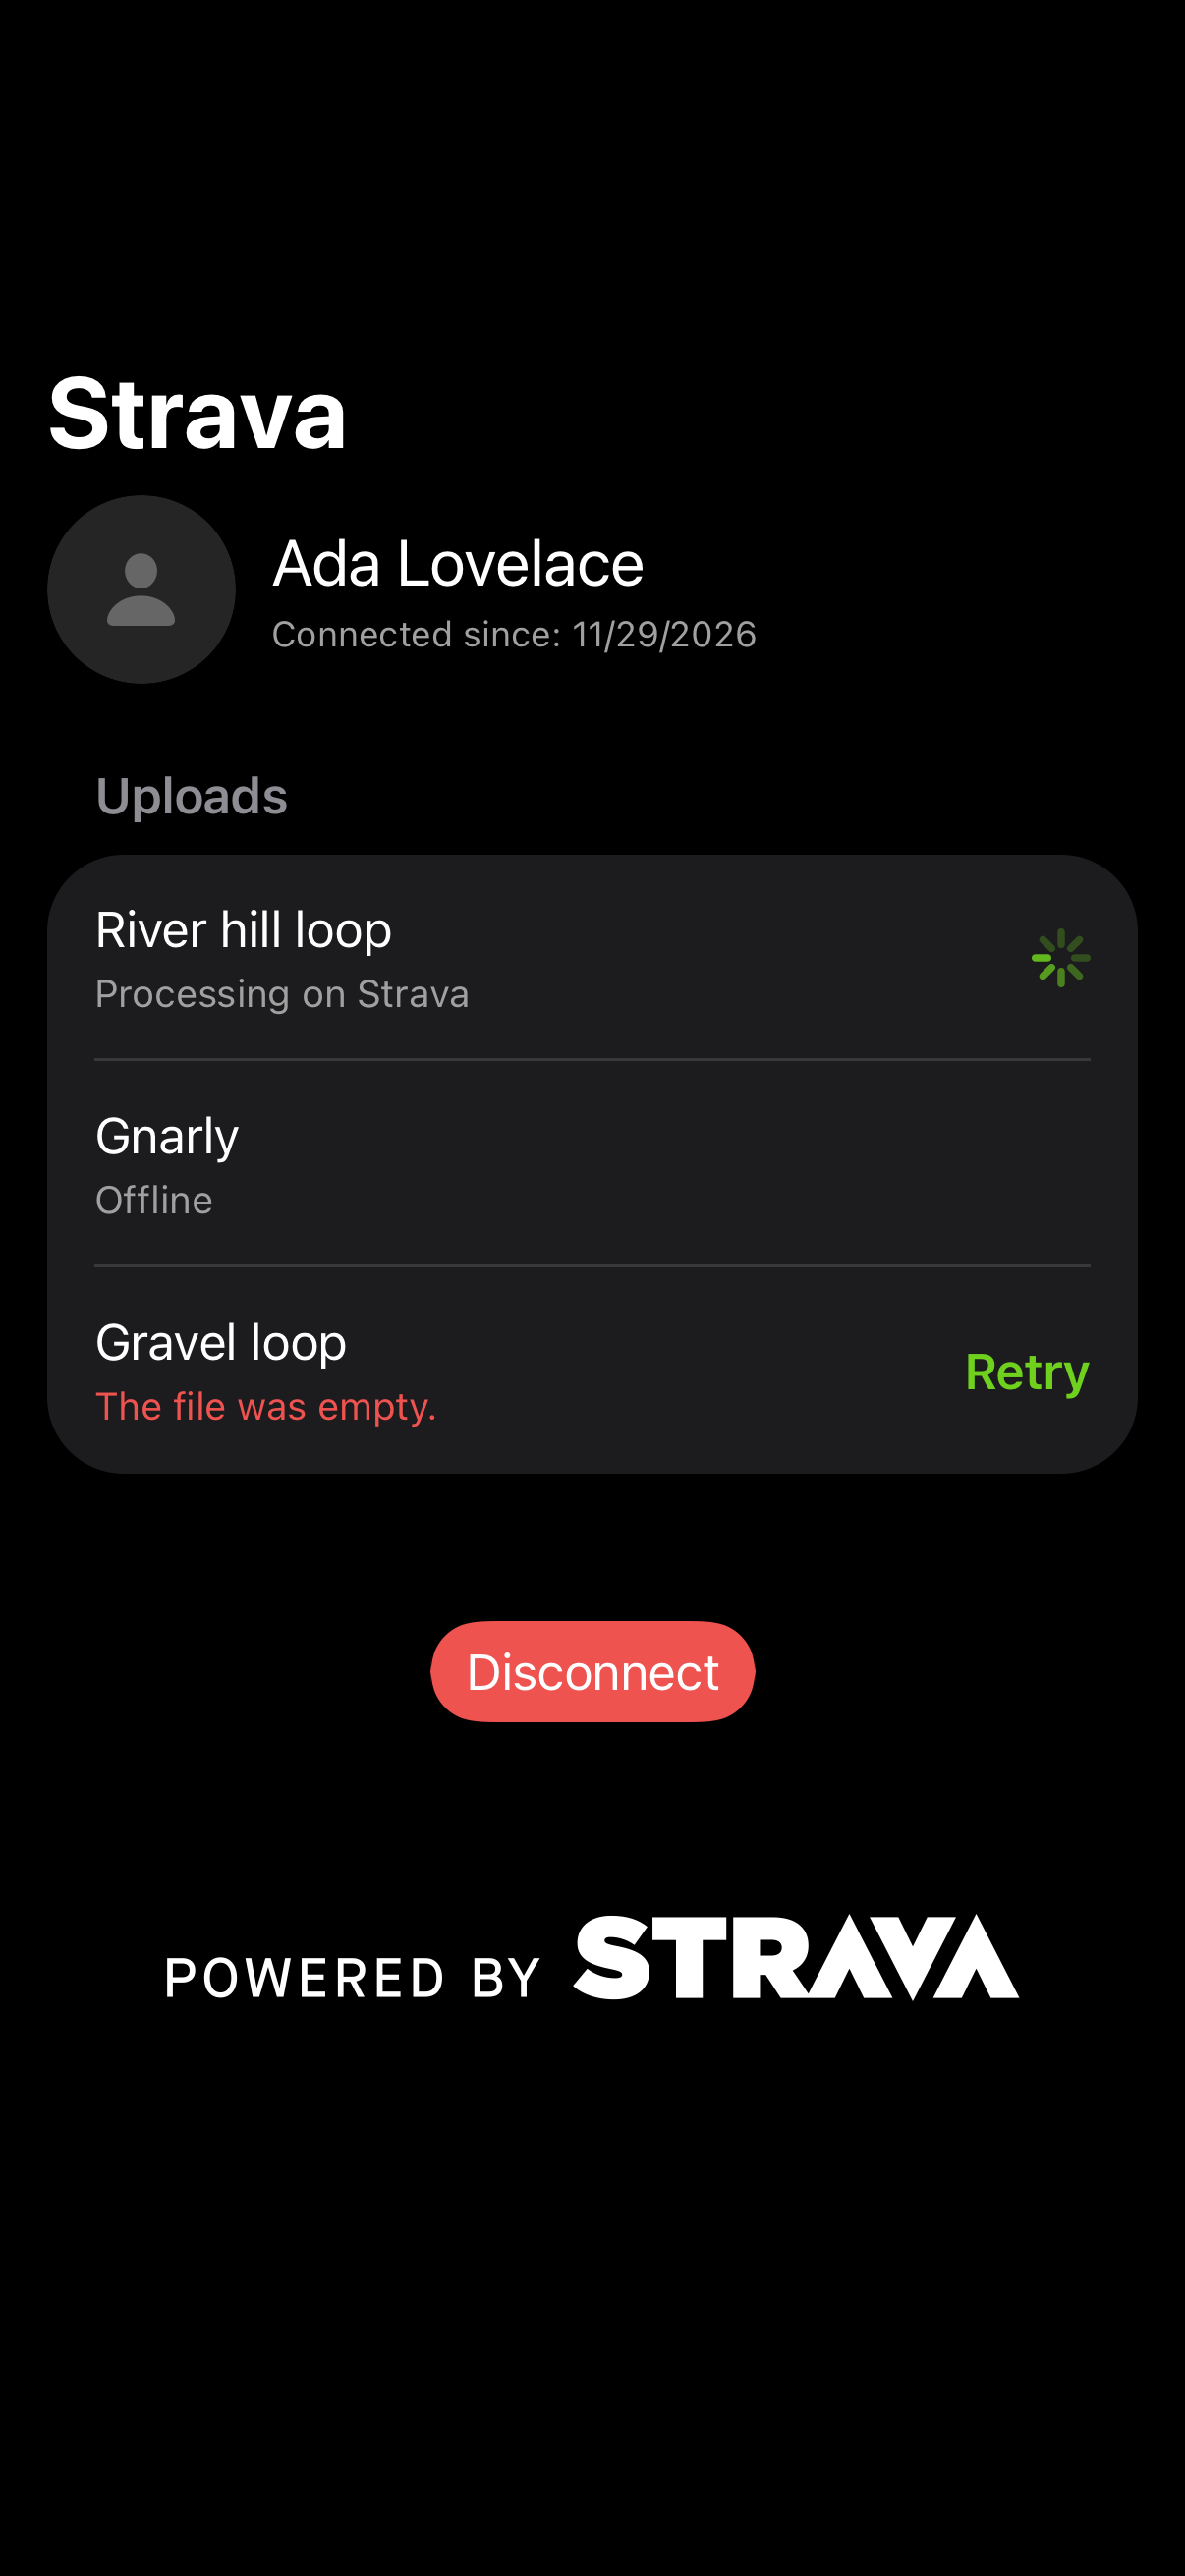 Strava
Ada Lovelace
Connected since: 11/29/2026
Uploads
River hill loop
Processing on Strava
Gnarly
Offline
Gravel loop
The file was empty.
Retry
Disconnect
POWERED BY STRAVA